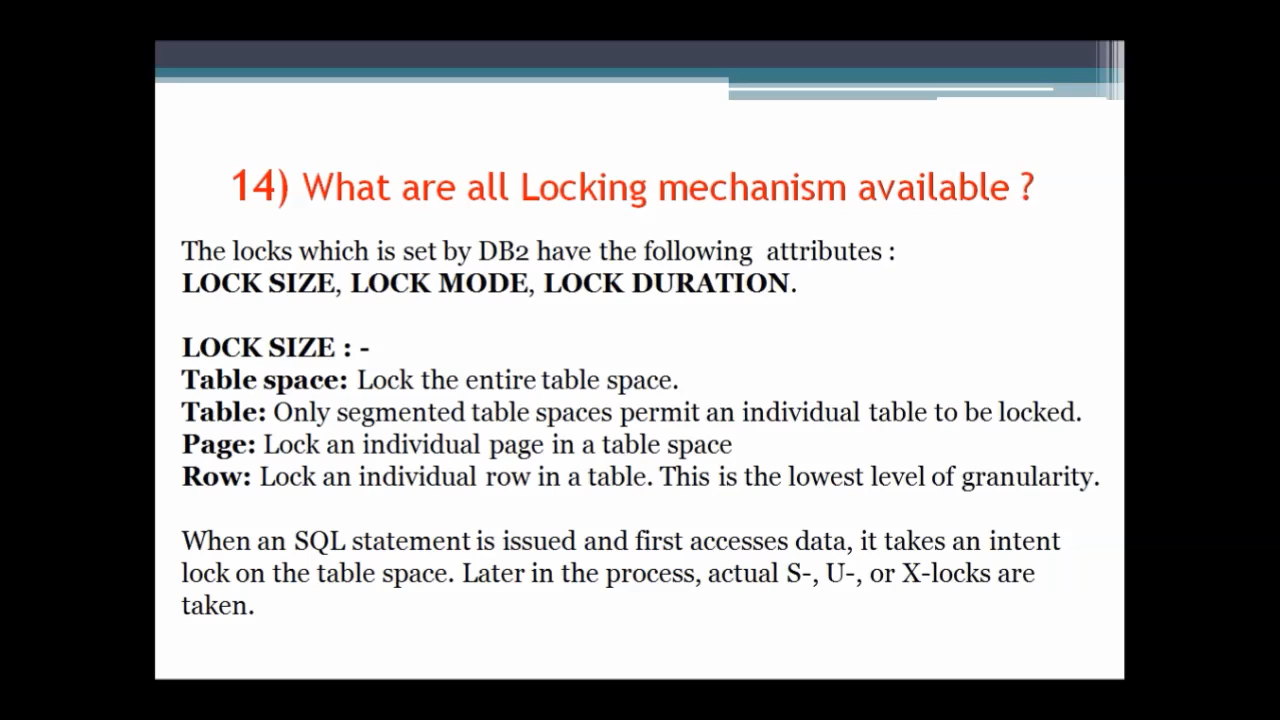 14) What are all Locking mechanism available ?
The locks which is set by DB2 have the following attributes :
LOCK SIZE, LOCK MODE, LOCK DURATION.
LOCK SIZE : -
Table space: Lock the entire table space.
Table: Only segmented table spaces permit an individual table to be locked.
Page: Lock an individual page in a table space
Row: Lock an individual row in a table. This is the lowest level of granularity.
When an SQL statement is issued and first accesses data, it takes an intent
lock on the table space. Later in the process, actual S-, U-, or X-locks are
taken.